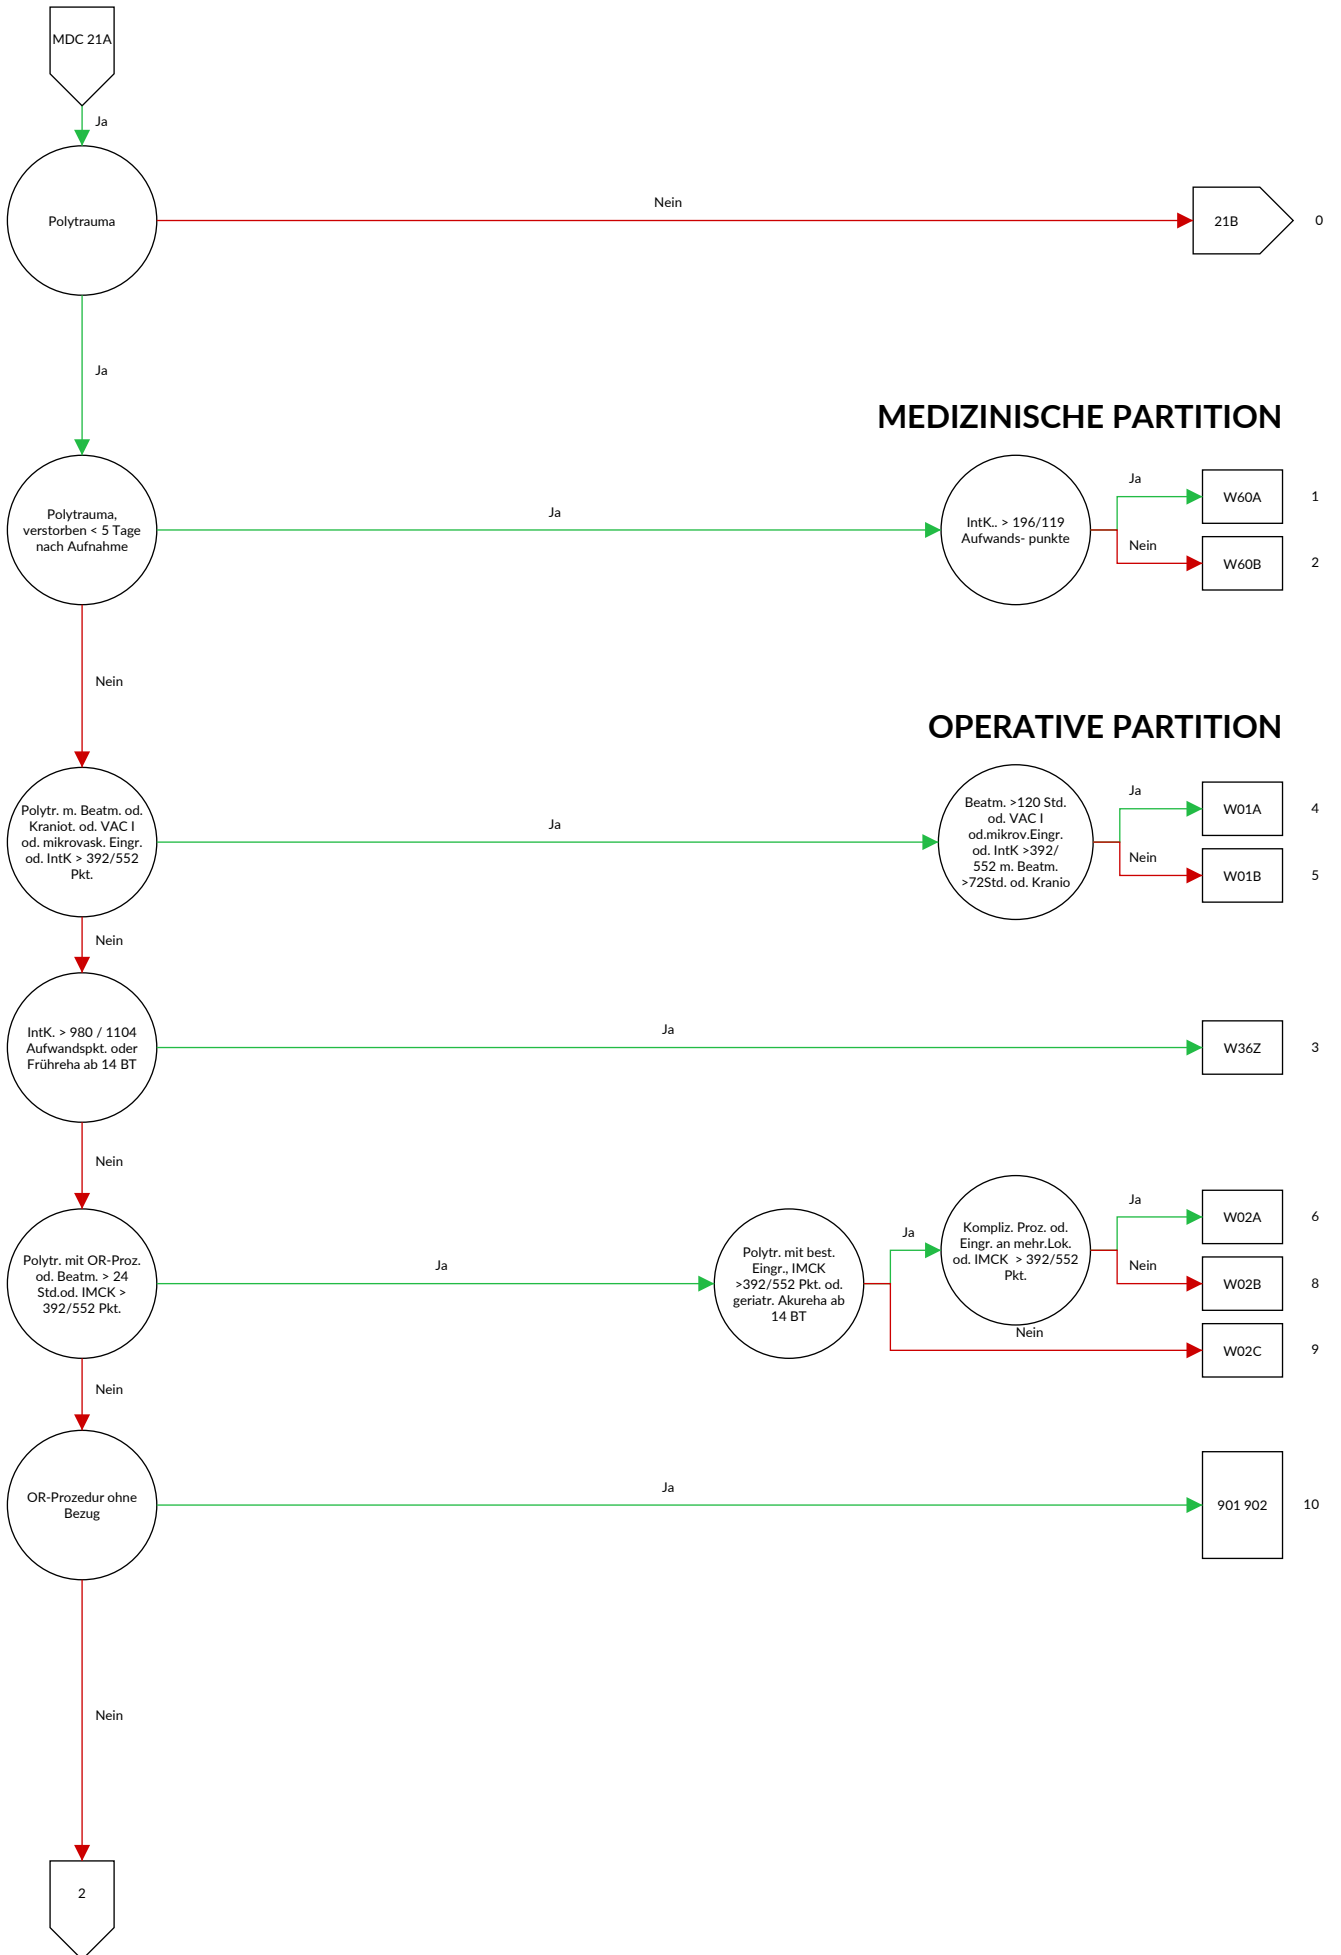 MDC 21A
Ja
Polytrauma
Nein
21B
0
Ja
MEDIZINISCHE PARTITION
Polytrauma,
verstorben < 5 Tage
nach Aufnahme
Ja
IntK.. > 196/119
Aufwands- punkte
Ja
W60A
1
Nein
W60B
2
Nein
OPERATIVE PARTITION
Polytr. m. Beatm. od.
Kraniot. od. VAC I
od. mikrovask. Eingr.
od. IntK > 392/552
Pkt.
Ja
Beatm. >120 Std.
od. VAC I
od.mikrov.Eingr.
od. IntK >392/
552 m. Beatm.
>72Std. od. Kranio
Ja
W01A
4
Nein
W01B
5
Nein
IntK. > 980 / 1104
Aufwandspkt. oder
Frühreha ab 14 BT
Ja
W36Z
3
Nein
Polytr. mit OR-Proz.
od. Beatm. > 24
Std.od. IMCK >
392/552 Pkt.
Ja
Polytr. mit best.
Eingr., IMCK
>392/552 Pkt. od.
geriatr. Akureha ab
14 BT
Ja
Kompliz. Proz. od.
Eingr. an mehr.Lok.
od. IMCK > 392/552
Pkt.
Ja
W02A
6
Nein
W02B
8
Nein
W02C
9
Nein
OR-Prozedur ohne
Bezug
Ja
901 902
10
Nein
2